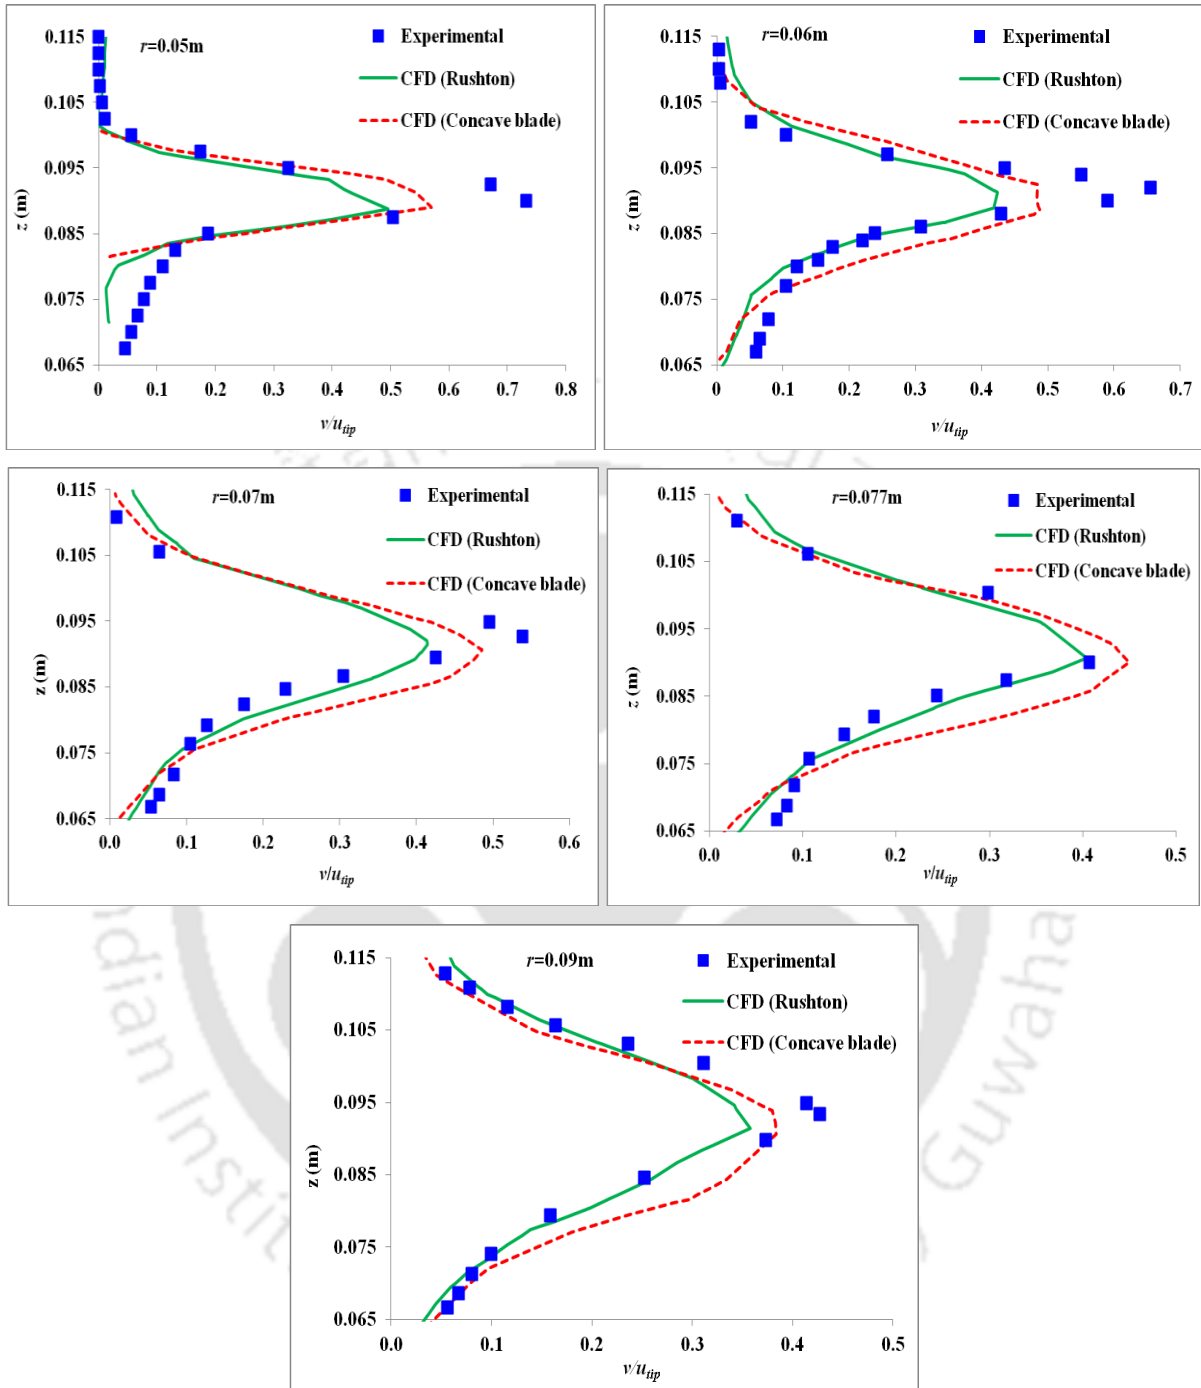 0.115
r=0.05m
Experimental
0.105
CFD (Rushton)
CFD (Concave blade)
0.095
z (m)
0.085
0.075
0.065
0 0.1 0.2 0.3 0.4 0.5 0.6 0.7 0.8
v/utip
0.115
r=0.06m
Experimental
0.105
CFD (Rushton)
CFD (Concave blade)
0.095
z (m)
0.085
0.075
0.065
0 0.1 0.2 0.3 0.4 0.5 0.6 0.7
v/utip
0.115
r=0.07m
Experimental
0.105
CFD (Rushton)
CFD (Concave blade)
0.095
z (m)
0.085
0.075
0.065
0.0 0.1 0.2 0.3 0.4 0.5 0.6
v/utip
0.115
r=0.077m
Experimental
0.105
CFD (Rushton)
CFD (Concave blade)
0.095
z (m)
0.085
0.075
0.065
0.0 0.1 0.2 0.3 0.4 0.5
v/utip
0.115
r=0.09m
Experimental
0.105
CFD (Rushton)
CFD (Concave blade)
0.095
z (m)
0.085
0.075
0.065
0.0 0.1 0.2 0.3 0.4 0.5
v/utip
ndian Instit
Guwaha